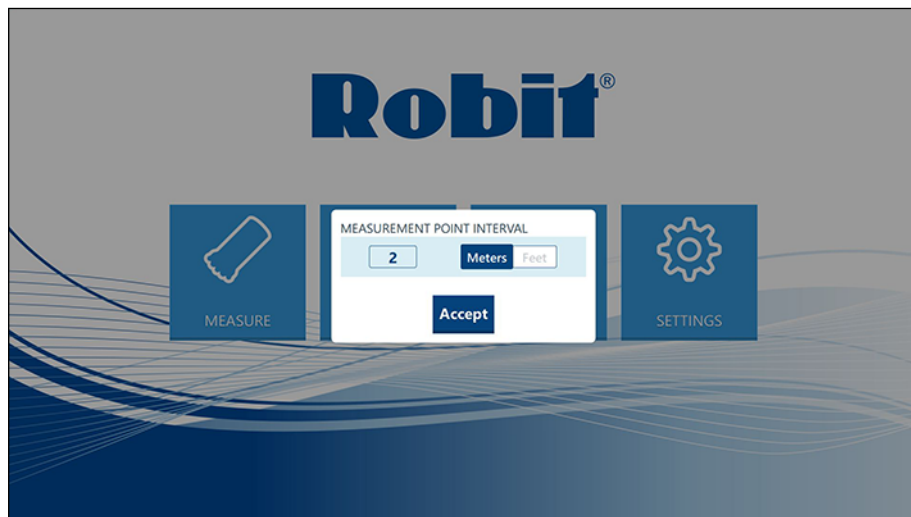 Robit®
MEASUREMENT POINT INTERVAL
2 Meters Feet
Accept
MEASURE SETTINGS